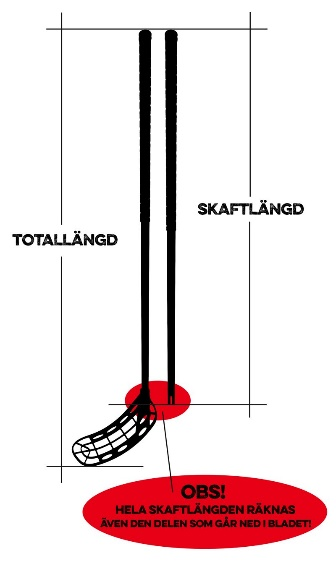 SKAFTLÄNGD
TOTALLÄNGD
OBS!
HELA SKAFTLÄNGDEN RÄKNAS
ÄVEN DEN DELEN SOM GÅR NED I BLADET!